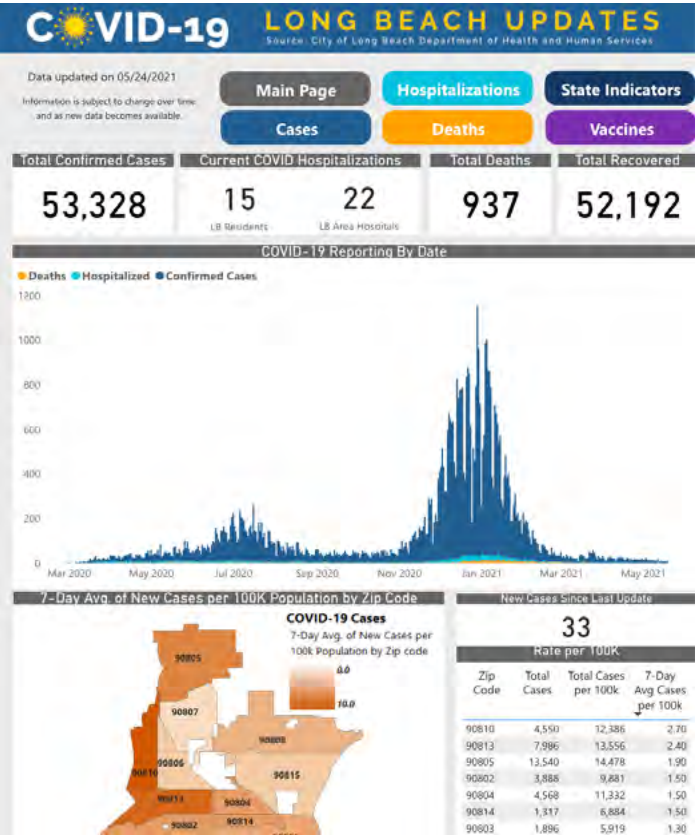 COVID-19
LONG BEACH UPDATES
Source: City of Long Beach Department of Health and Human Services
Data updated on 05/24/2021
Information is subject to change over time
and as new data becomes available.
Main Page
Hospitalizations
State Indicators
Cases
Deaths
Vaccines
Total Confirmed Cases
Current COVID Hospitalizations
Total Deaths
Total Recovered
53,328
15
22
937
52,192
LB Residents
LB Area Hospitals
COVID-19 Reporting By Date
Deaths Hospitalized Confirmed Cases
1200
1000
800
600
400
200
0
Mar 2020 May 2020 Jul 2020 Sep 2020 Nov 2020 Jan 2021 Mar 2021 May 2021
7-Day Avg. of New Cases per 100K Population by Zip Code
COVID-19 Cases
7-Day Avg. of New Cases per
100k Population by Zip code
0.0
10.0
90805
90807
90808
90806
90810
90815
90813
90804
90802
90814
New Cases Since Last Update
33
Rate per 100K
Zip Code Total Cases Total Cases per 100k 7-Day Avg Cases per 100k
90810 4,550 12,386 2.70
90813 7,986 13,556 2.40
90805 13,540 14,478 1.90
90802 3,888 9,881 1.50
90804 4,568 11,332 1.50
90814 1,317 6,884 1.50
90803 1,896 5,919 1.30